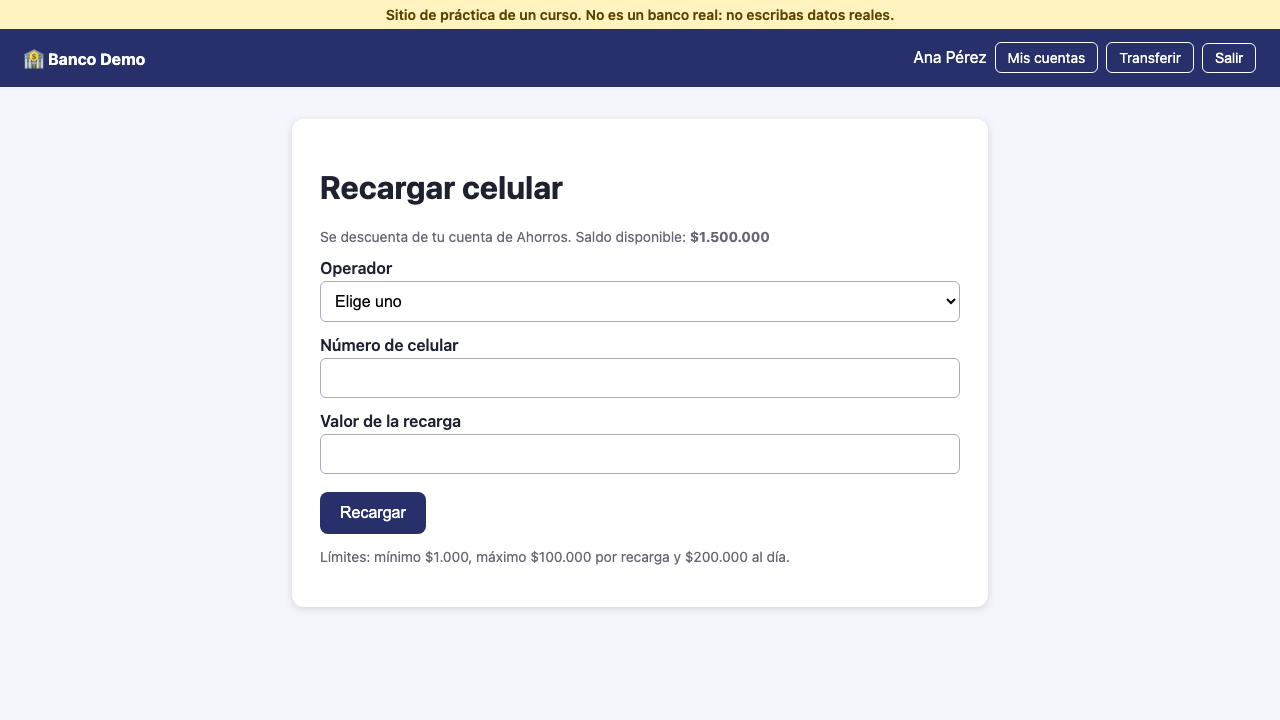 Sitio de práctica de un curso. No es un banco real: no escribas datos reales.
Banco Demo
Ana Pérez
Mis cuentas
Transferir
Salir
Recargar celular
Se descuenta de tu cuenta de Ahorros. Saldo disponible: $1.500.000
Operador
Elige uno
Número de celular
Valor de la recarga
Recargar
Límites: mínimo $1.000, máximo $100.000 por recarga y $200.000 al día.